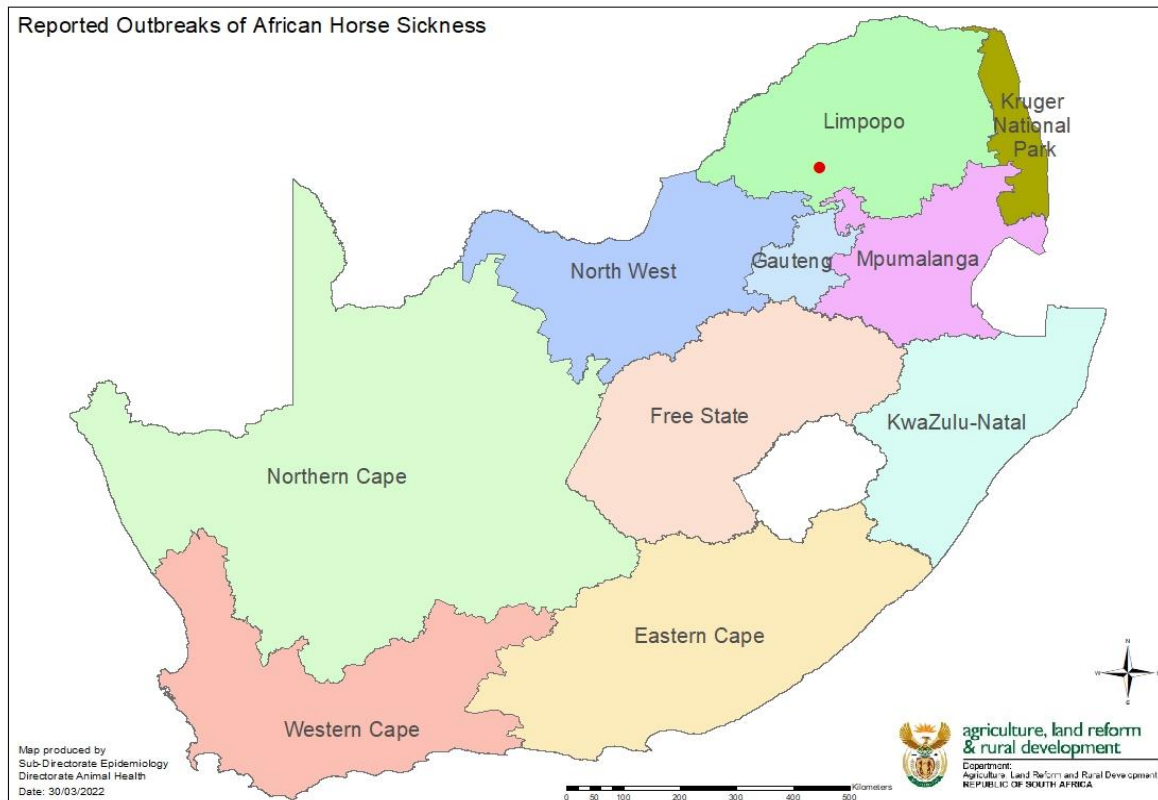 Reported Outbreaks of African Horse Sickness
Limpopo
Kruger
National
Park
North West
Gauteng
Mpumalanga
Free State
KwaZulu-Natal
Northern Cape
Eastern Cape
Western Cape
N
W
S
Map produced by
Sub-Directorate Epidemiology
Directorate Animal Health
Date: 30/03/2022
Kilometers
0 50 100 200 300 400 500
agriculture, land reform
& rural development
Department:
Agriculture, Land Reform and Rural Development
REPUBLIC OF SOUTH AFRICA